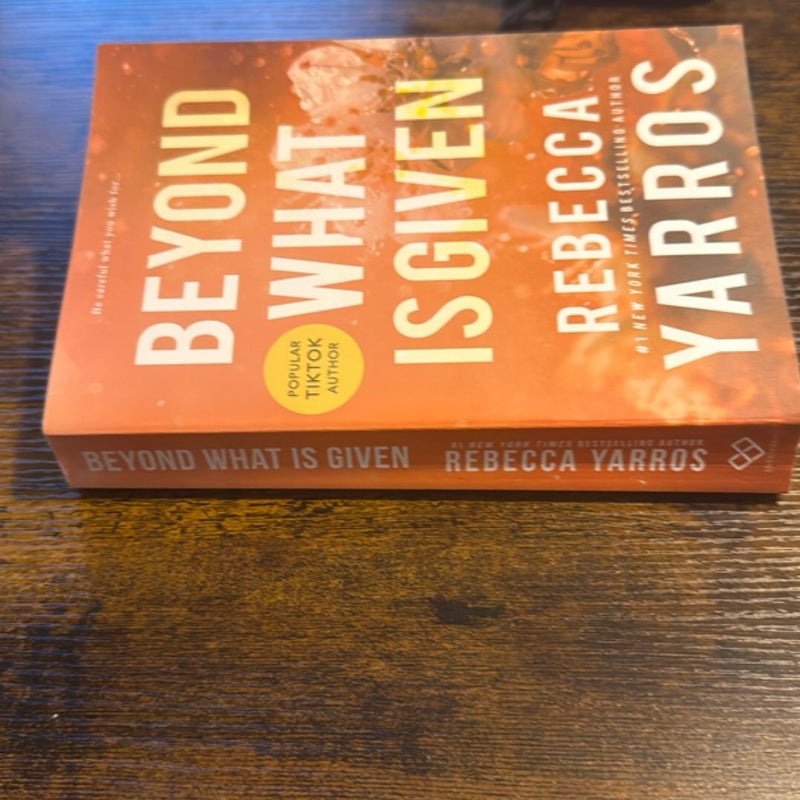 Be careful what you wish for...
BEYOND
WHAT
IS GIVEN
POPULAR
TIKTOK
AUTHOR
REBECCA
#1 NEW YORK TIMES BESTSELLING AUTHOR
YARROS
BEYOND WHAT IS GIVEN
#1 NEW YORK TIMES BESTSELLING AUTHOR
REBECCA YARROS